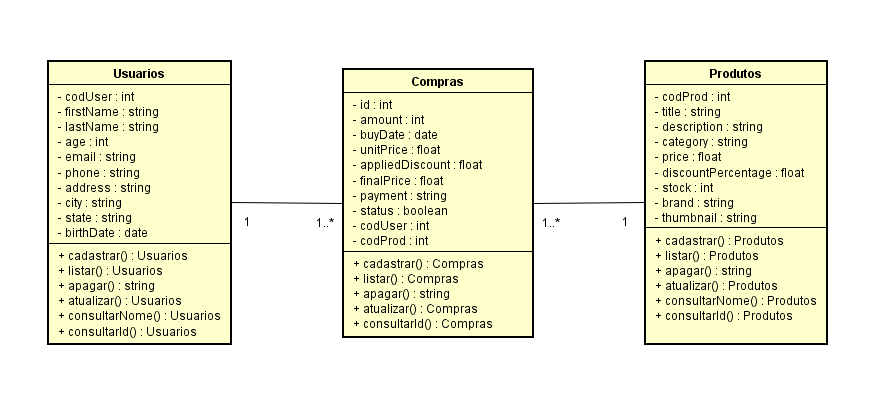 Usuarios
- codUser : int
- firstName : string
- lastName : string
- age : int
- email : string
- phone : string
- address : string
- city : string
- state : string
- birthDate : date
+ cadastrar() : Usuarios
+ listar() : Usuarios
+ apagar() : string
+ atualizar() : Usuarios
+ consultarNome() : Usuarios
+ consultarId() : Usuarios
1
1..*
Compras
- id : int
- amount : int
- buyDate : date
- unitPrice : float
- appliedDiscount : float
- finalPrice : float
- payment : string
- status : boolean
- codUser : int
- codProd : int
+ cadastrar() : Compras
+ listar() : Compras
+ apagar() : string
+ atualizar() : Compras
+ consultarId() : Compras
1..*
1
Produtos
- codProd : int
- title : string
- description : string
- category : string
- price : float
- discountPercentage : float
- stock : int
- brand : string
- thumbnail : string
+ cadastrar() : Produtos
+ listar() : Produtos
+ apagar() : string
+ atualizar() : Produtos
+ consultarNome() : Produtos
+ consultarId() : Produtos